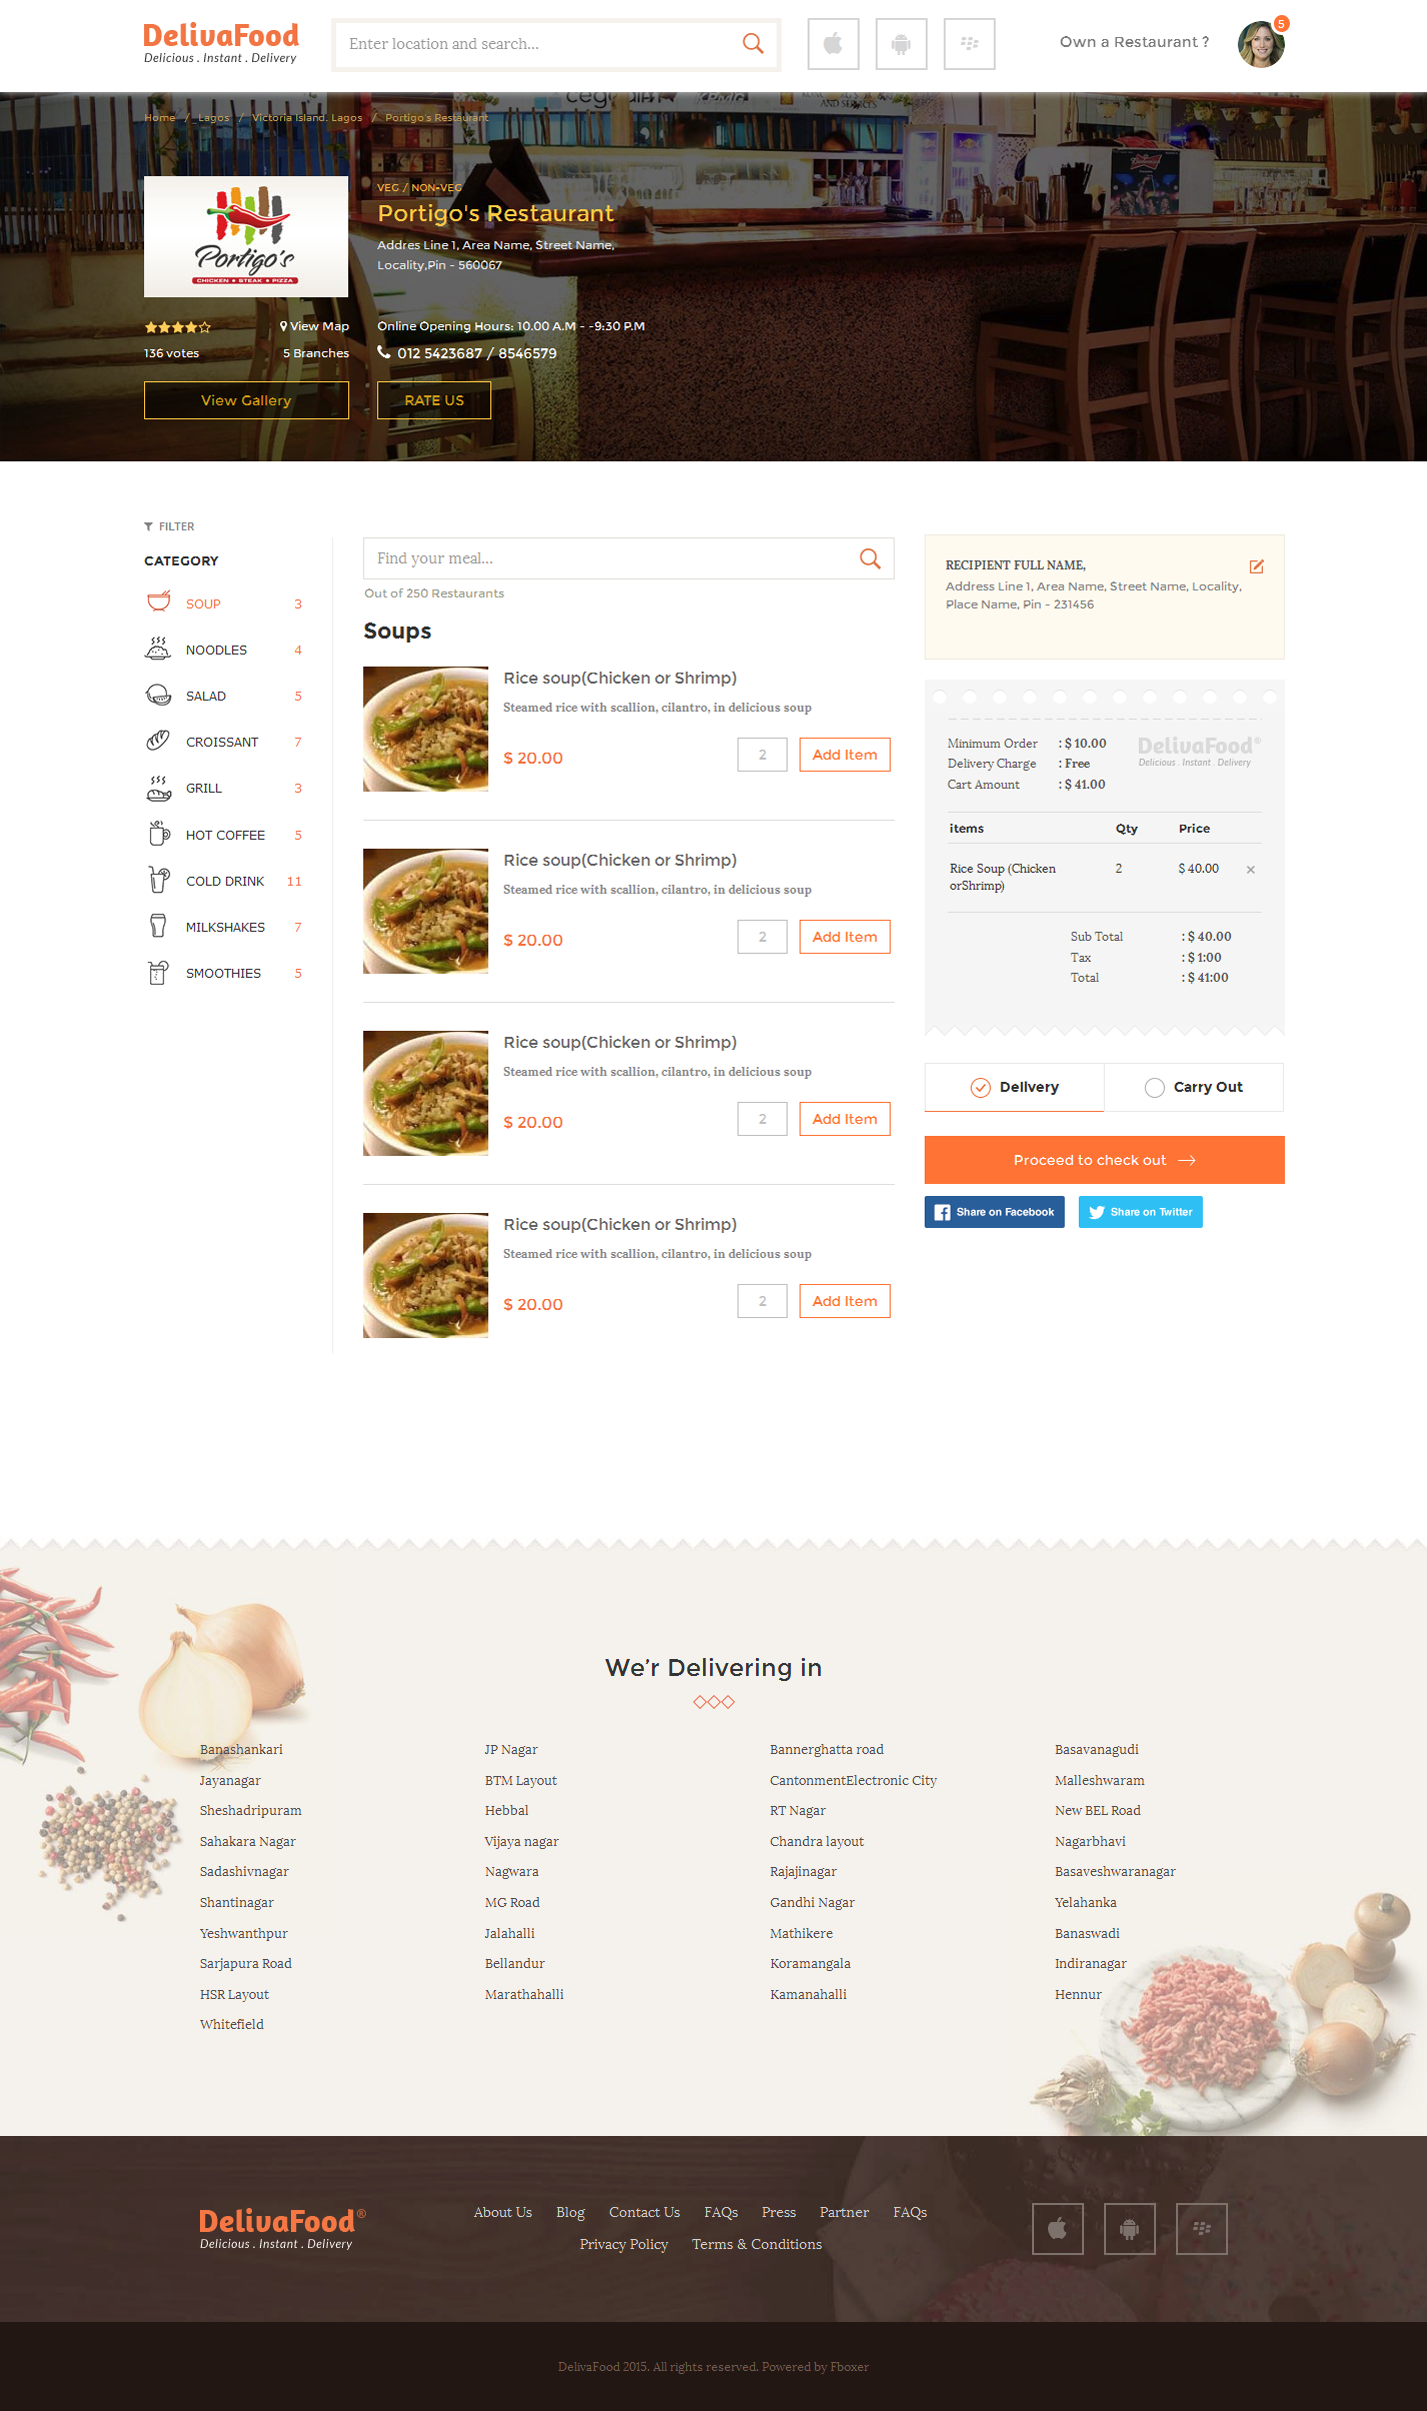 DelivaFood
Delicious . Instant . Delivery
Enter location and search...
Own a Restaurant ?
5
Home / Lagos / Victoria Island, Lagos / Portigo's Restaurant
AND SERVICES
Portigo's
CHICKEN • STEAK • PIZZA
VEG / NON-VEG
Portigo's Restaurant
Addres Line 1, Area Name, Street Name,
Locality,Pin - 560067
View Map
Online Opening Hours: 10.00 A.M - -9:30 P.M
136 votes
5 Branches
012 5423687 / 8546579
View Gallery
RATE US
FILTER
CATEGORY
SOUP 3
NOODLES 4
SALAD 5
CROISSANT 7
GRILL 3
HOT COFFEE 5
COLD DRINK 11
MILKSHAKES 7
SMOOTHIES 5
Find your meal...
Out of 250 Restaurants
Soups
Rice soup(Chicken or Shrimp)
Steamed rice with scallion, cilantro, in delicious soup
$ 20.00
2
Add Item
Rice soup(Chicken or Shrimp)
Steamed rice with scallion, cilantro, in delicious soup
$ 20.00
2
Add Item
Rice soup(Chicken or Shrimp)
Steamed rice with scallion, cilantro, in delicious soup
$ 20.00
2
Add Item
Rice soup(Chicken or Shrimp)
Steamed rice with scallion, cilantro, in delicious soup
$ 20.00
2
Add Item
RECIPIENT FULL NAME,
Address Line 1, Area Name, Street Name, Locality,
Place Name, Pin - 231456
Minimum Order : $ 10.00
Delivery Charge : Free
Cart Amount : $ 41.00
DelivaFood®
Delicious . Instant . Delivery
items Qty Price
Rice Soup (Chicken 2 $ 40.00 ×
orShrimp)
Sub Total : $ 40.00
Tax : $ 1:00
Total : $ 41:00
Delivery
Carry Out
Proceed to check out
Share on Facebook
Share on Twitter
We'r Delivering in
Banashankari
Jayanagar
Sheshadripuram
Sahakara Nagar
Sadashivnagar
Shantinagar
Yeshwanthpur
Sarjapura Road
HSR Layout
Whitefield
JP Nagar
BTM Layout
Hebbal
Vijaya nagar
Nagwara
MG Road
Jalahalli
Bellandur
Marathahalli
Bannerghatta road
CantonmentElectronic City
RT Nagar
Chandra layout
Rajajinagar
Gandhi Nagar
Mathikere
Koramangala
Kamanahalli
Basavanagudi
Malleshwaram
New BEL Road
Nagarbhavi
Basaveshwaranagar
Yelahanka
Banaswadi
Indiranagar
Hennur
DelivaFood®
Delicious . Instant . Delivery
About Us Blog Contact Us FAQs Press Partner FAQs
Privacy Policy Terms & Conditions
DelivaFood 2015. All rights reserved. Powered by Fboxer